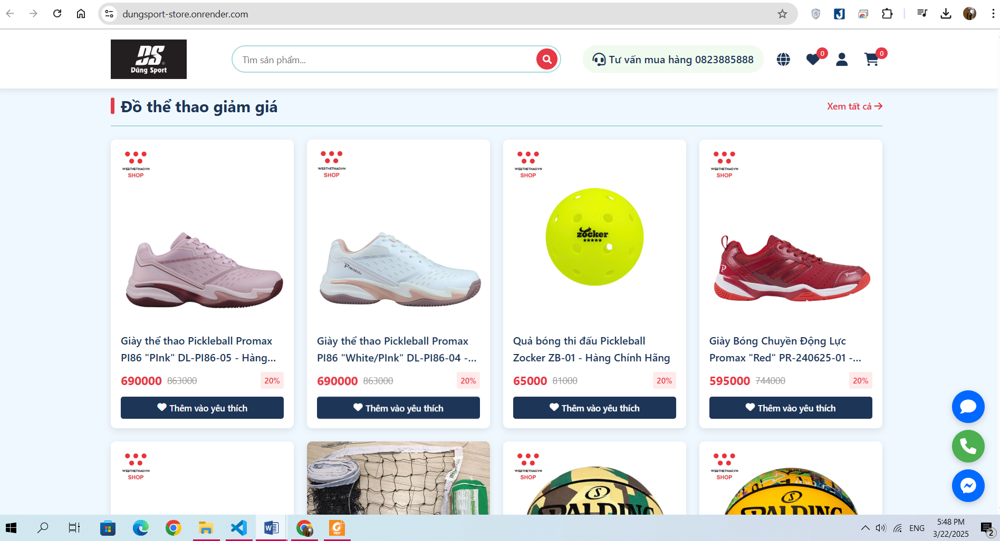 dungsport-store.onrender.com
DS
Dũng Sport
Tìm sản phẩm...
Tư vấn mua hàng 0823885888
0
0
Đồ thể thao giảm giá
Xem tất cả
WEBTHETHAO.VN
SHOP
WEBTHETHAO.VN
SHOP
WEBTHETHAO.VN
SHOP
WEBTHETHAO.VN
SHOP
PROMAX
zocker
Giày thể thao Pickleball Promax
PI86 "PInk" DL-PI86-05 - Hàng...
690000 863000 20%
Thêm vào yêu thích
Giày thể thao Pickleball Promax
PI86 "White/PInk" DL-PI86-04 -...
690000 863000 20%
Thêm vào yêu thích
Quả bóng thi đấu Pickleball
Zocker ZB-01 - Hàng Chính Hãng
65000 81000 20%
Thêm vào yêu thích
Giày Bóng Chuyền Động Lực
Promax "Red" PR-240625-01 -...
595000 744000 20%
Thêm vào yêu thích
WEBTHETHAO.VN
SHOP
WEBTHETHAO.VN
SHOP
SPALDING
WEBTHETHAO.VN
SHOP
SPALDING
ENG
5:48 PM
3/22/2025
2